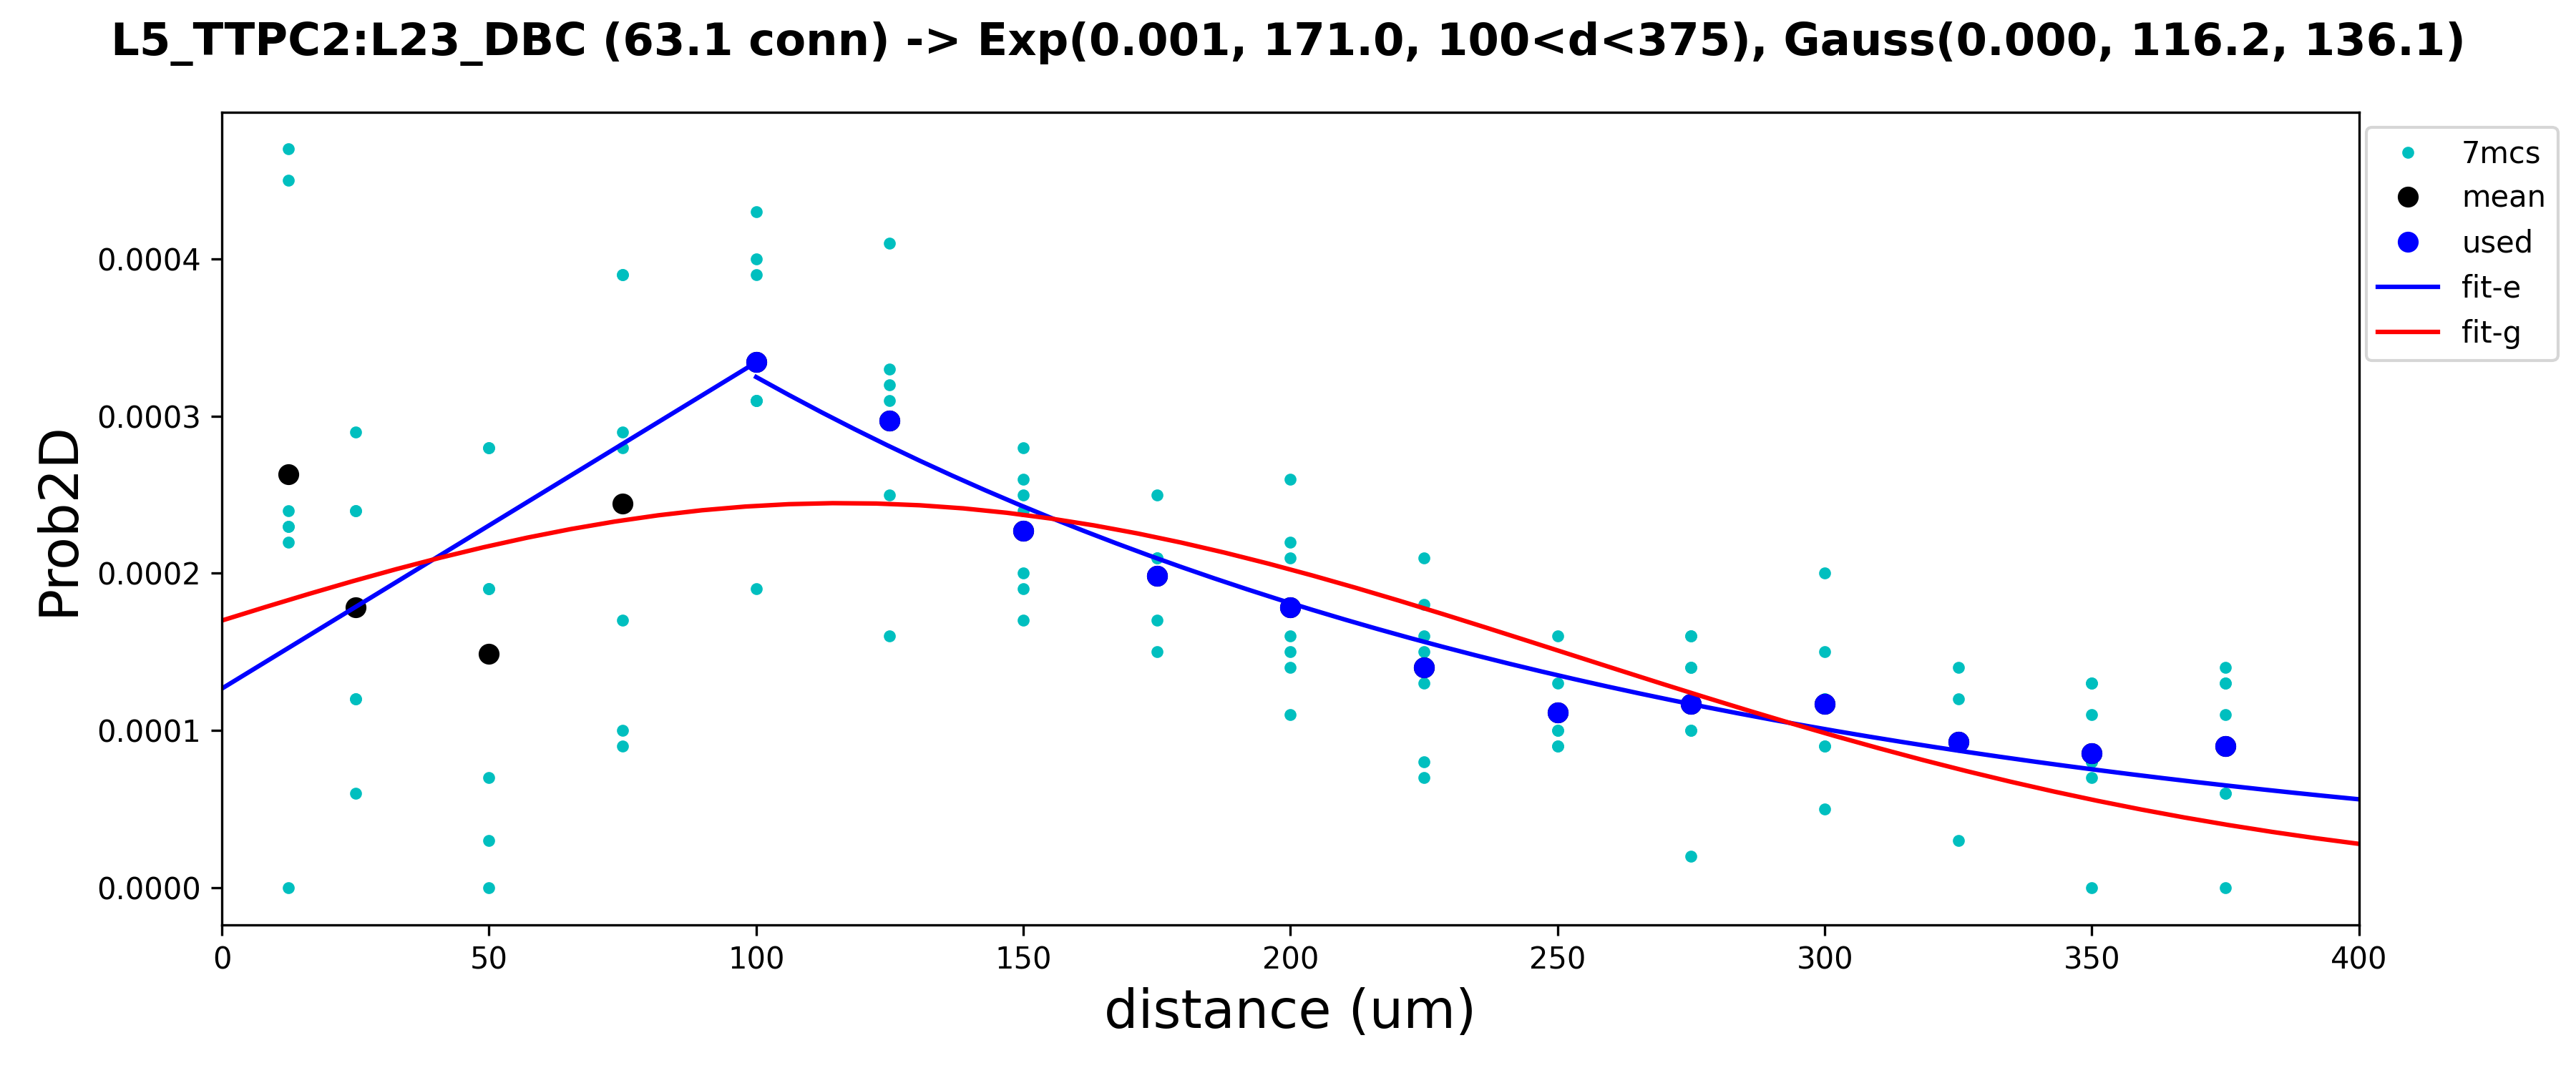 L5_TTPC2:L23_DBC (63.1 conn) -> Exp(0.001, 171.0, 100<d<375), Gauss(0.000, 116.2, 136.1)
7mcs
mean
used
fit-e
fit-g
Prob2D
0.0004
0.0003
0.0002
0.0001
0.0000
0 50 100 150 200 250 300 350 400
distance (um)